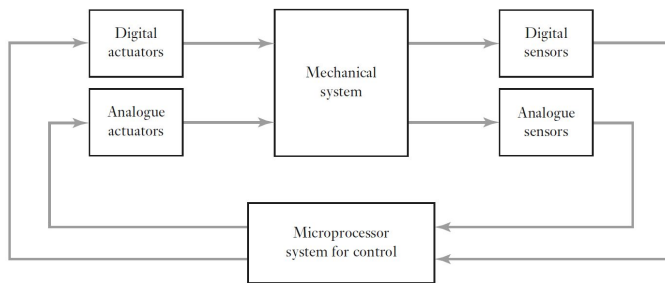 Digital
actuators
Mechanical
system
Digital
sensors
Analogue
actuators
Analogue
sensors
Microprocessor
system for control